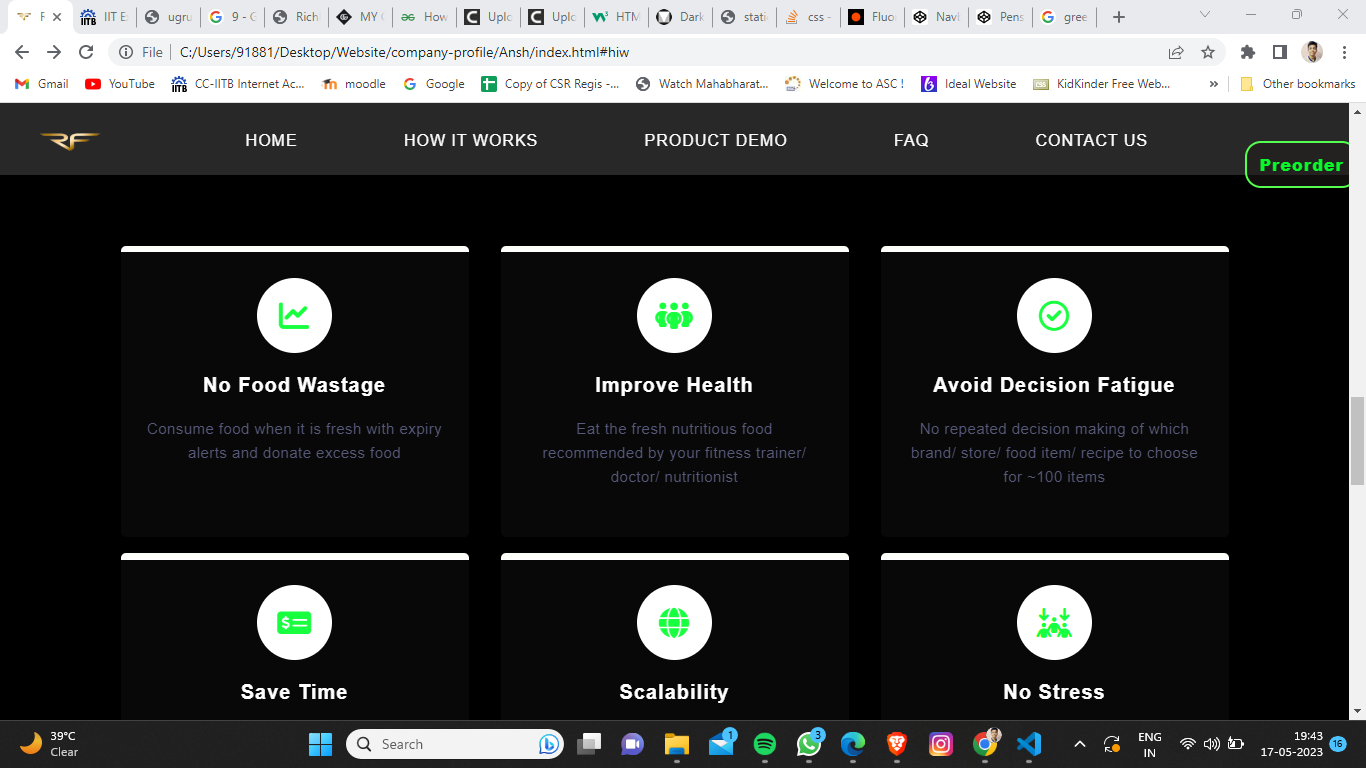 F
IIT E
ugru
9 - G
Rich
MY C
How
Uplo
Uplo
HTM
Dark
stati
css -
Fluo
Navb
Pens
gree
File C:/Users/91881/Desktop/Website/company-profile/Ansh/index.html#hiw
Gmail YouTube CC-IITB Internet Ac... moodle Google Copy of CSR Regis -... Watch Mahabharat... Welcome to ASC ! Ideal Website KidKinder Free Web... » Other bookmarks
RF HOME HOW IT WORKS PRODUCT DEMO FAQ CONTACT US
Preorder
No Food Wastage
Consume food when it is fresh with expiry
alerts and donate excess food
Improve Health
Eat the fresh nutritious food
recommended by your fitness trainer/
doctor/ nutritionist
Avoid Decision Fatigue
No repeated decision making of which
brand/ store/ food item/ recipe to choose
for ~100 items
Save Time
Scalability
No Stress
39°C
Clear
Search
1
3
ENG
IN
19:43
17-05-2023
16